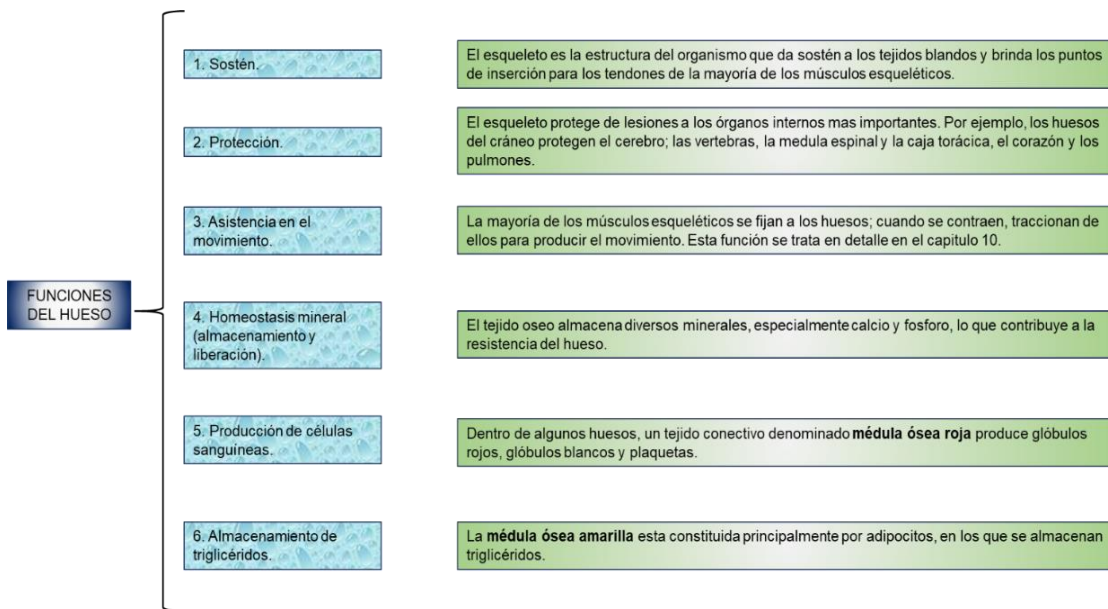 FUNCIONES
DEL HUESO
1. Sostén.
El esqueleto es la estructura del organismo que da sostén a los tejidos blandos y brinda los puntos
de inserción para los tendones de la mayoría de los músculos esqueléticos.
2. Protección.
El esqueleto protege de lesiones a los órganos internos mas importantes. Por ejemplo, los huesos
del cráneo protegen el cerebro; las vertebras, la medula espinal y la caja torácica, el corazón y los
pulmones.
3. Asistencia en el
movimiento.
La mayoría de los músculos esqueléticos se fijan a los huesos; cuando se contraen, traccionan de
ellos para producir el movimiento. Esta función se trata en detalle en el capitulo 10.
4. Homeostasis mineral
(almacenamiento y
liberación).
El tejido oseo almacena diversos minerales, especialmente calcio y fosforo, lo que contribuye a la
resistencia del hueso.
5. Producción de células
sanguíneas.
Dentro de algunos huesos, un tejido conectivo denominado médula ósea roja produce glóbulos
rojos, glóbulos blancos y plaquetas.
6. Almacenamiento de
triglicéridos.
La médula ósea amarilla esta constituida principalmente por adipocitos, en los que se almacenan
triglicéridos.